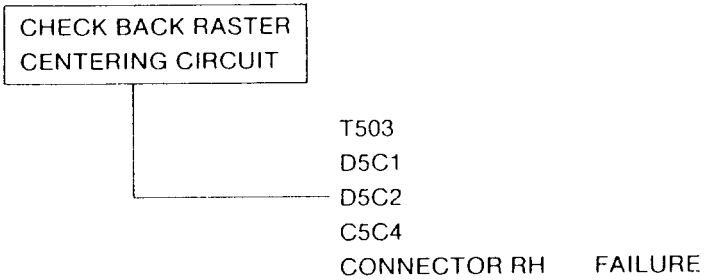 CHECK BACK RASTER
CENTERING CIRCUIT
T503
D5C1
D5C2
C5C4
CONNECTOR RH FAILURE